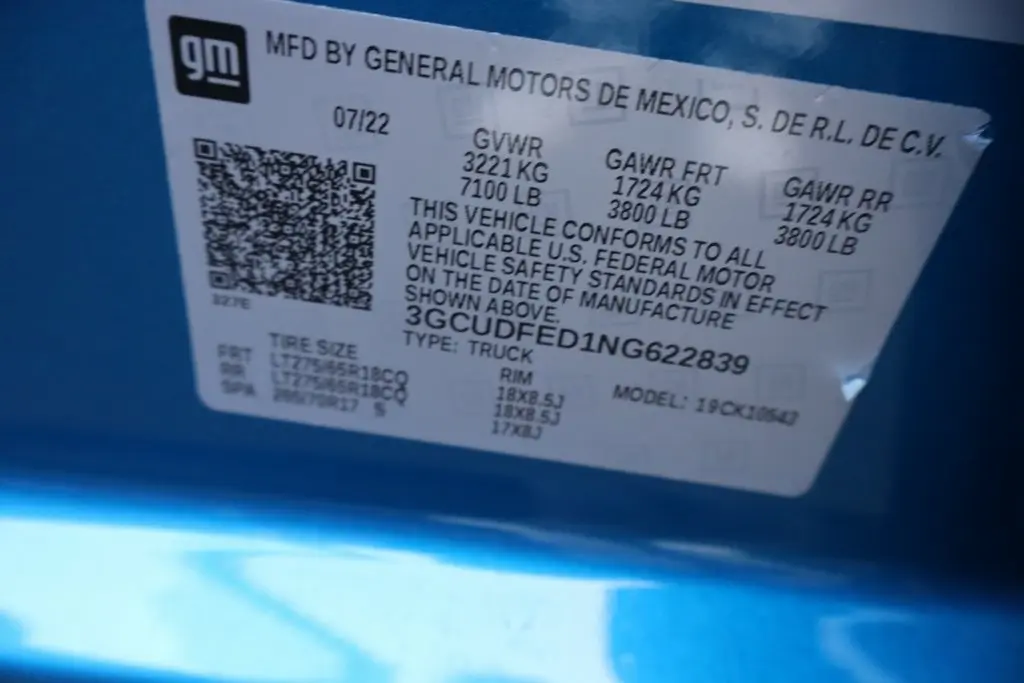 gm
MFD BY GENERAL MOTORS DE MEXICO, S. DE R.L. DE C.V.
07/22
GVWR GAWR FRT GAWR RR
3221 KG 1724 KG 1724 KG
7100 LB 3800 LB 3800 LB
THIS VEHICLE CONFORMS TO ALL
APPLICABLE U.S. FEDERAL MOTOR
VEHICLE SAFETY STANDARDS IN EFFECT
ON THE DATE OF MANUFACTURE
SHOWN ABOVE.
327E
3GCUDFED1NG622839
TYPE: TRUCK
TIRE SIZE RIM MODEL: 19CK10543
FRT LT275/65R18CQ 18X8.5J
RR LT275/65R18CQ 18X8.5J
SPA 265/70R17 S 17X8J